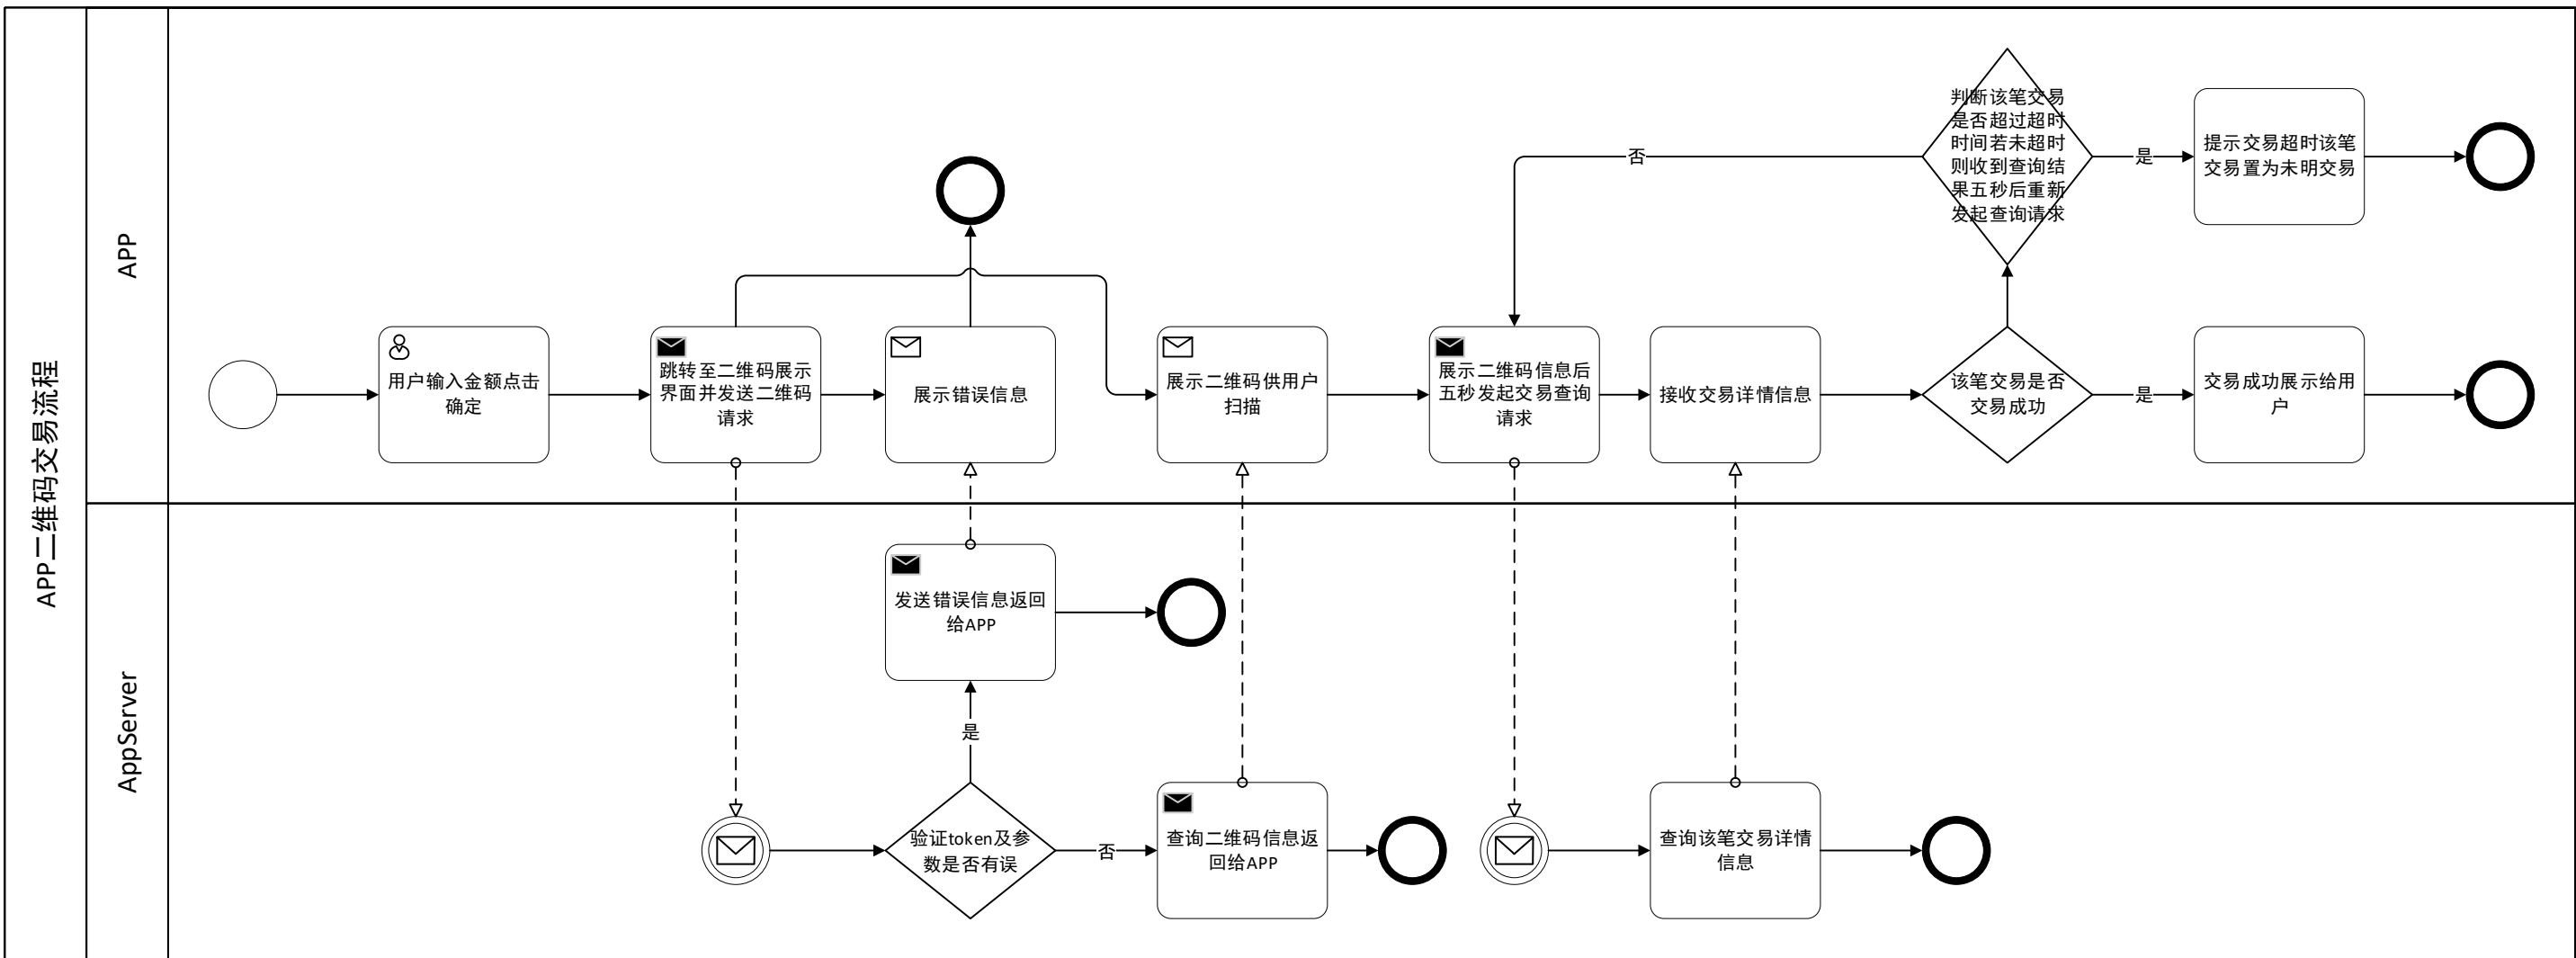 APP二维码交易流程
APP
用户输入金额点击
确定
跳转至二维码展示
界面并发送二维码
请求
展示错误信息
展示二维码供用户
扫描
展示二维码信息后
五秒发起交易查询
请求
接收交易详情信息
该笔交易是否
交易成功
是
交易成功展示给用
户
否
判断该笔交易
是否超过超时
时间若未超时
则收到查询结
果五秒后重新
发起查询请求
是
提示交易超时该笔
交易置为未明交易
AppServer
发送错误信息返回
给APP
是
验证token及参
数是否有误
否
查询二维码信息返
回给APP
查询该笔交易详情
信息